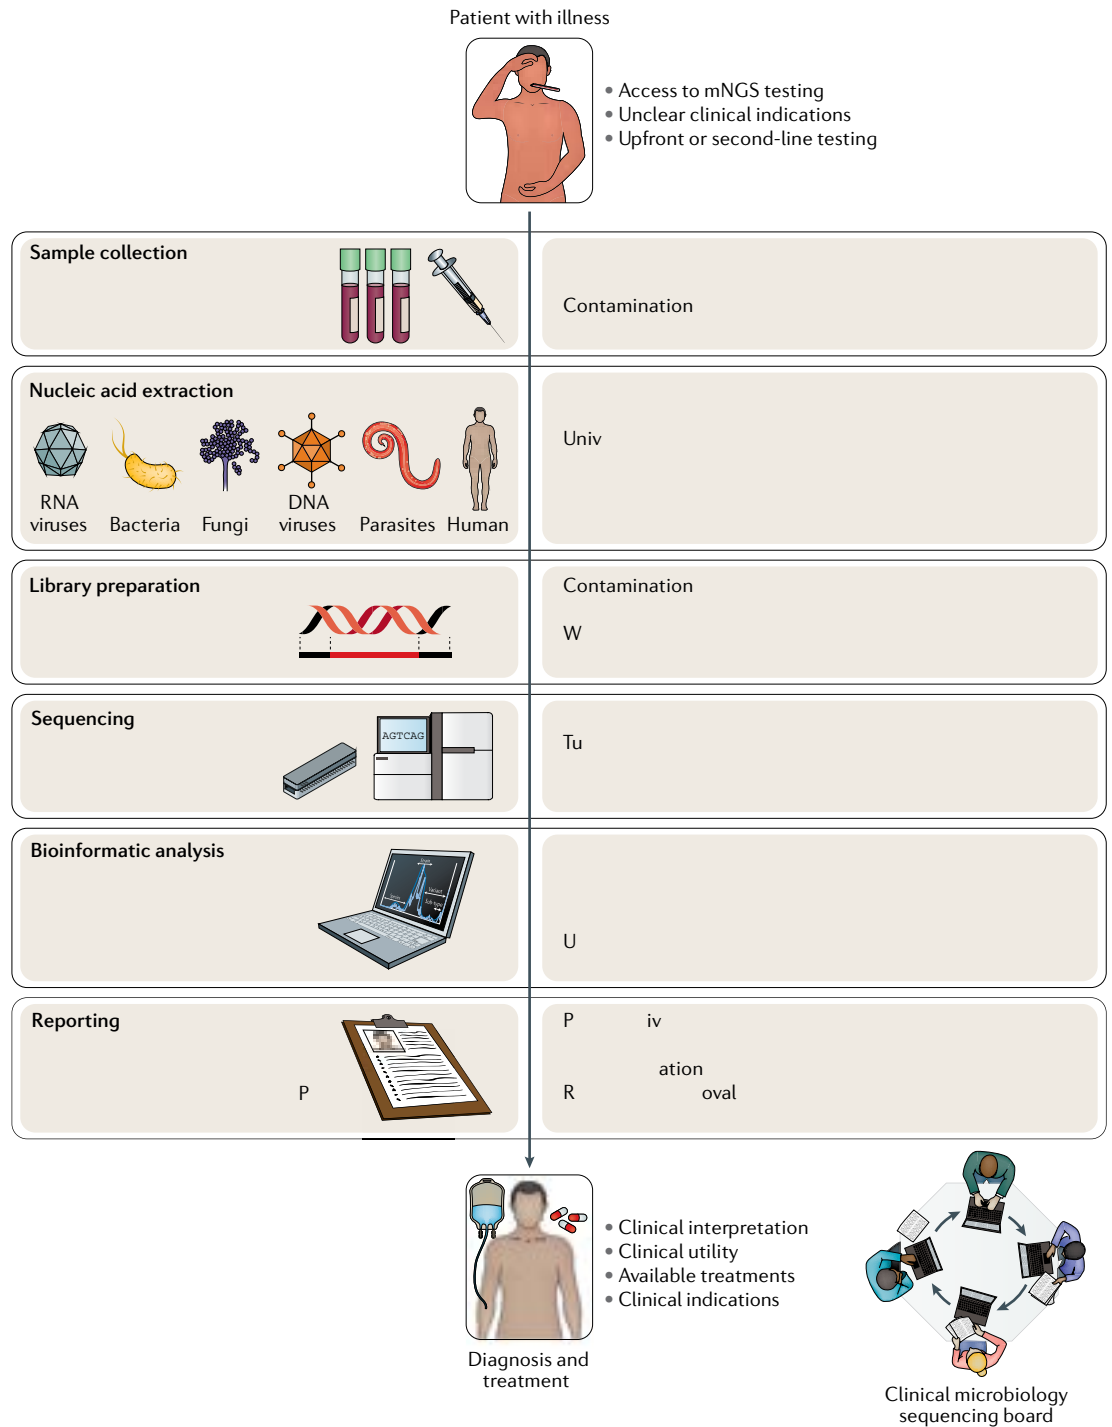 Patient with illness
• Access to mNGS testing
• Unclear clinical indications
• Upfront or second-line testing
Sample collection
Contamination
Nucleic acid extraction
Univ
RNA viruses
Bacteria
Fungi
DNA viruses
Parasites
Human
Library preparation
Contamination
W
Sequencing
AGTCAG
Tu
Bioinformatic analysis
Variant
U
Reporting
P
P iv
ation
R oval
• Clinical interpretation
• Clinical utility
• Available treatments
• Clinical indications
Diagnosis and
treatment
Clinical microbiology
sequencing board